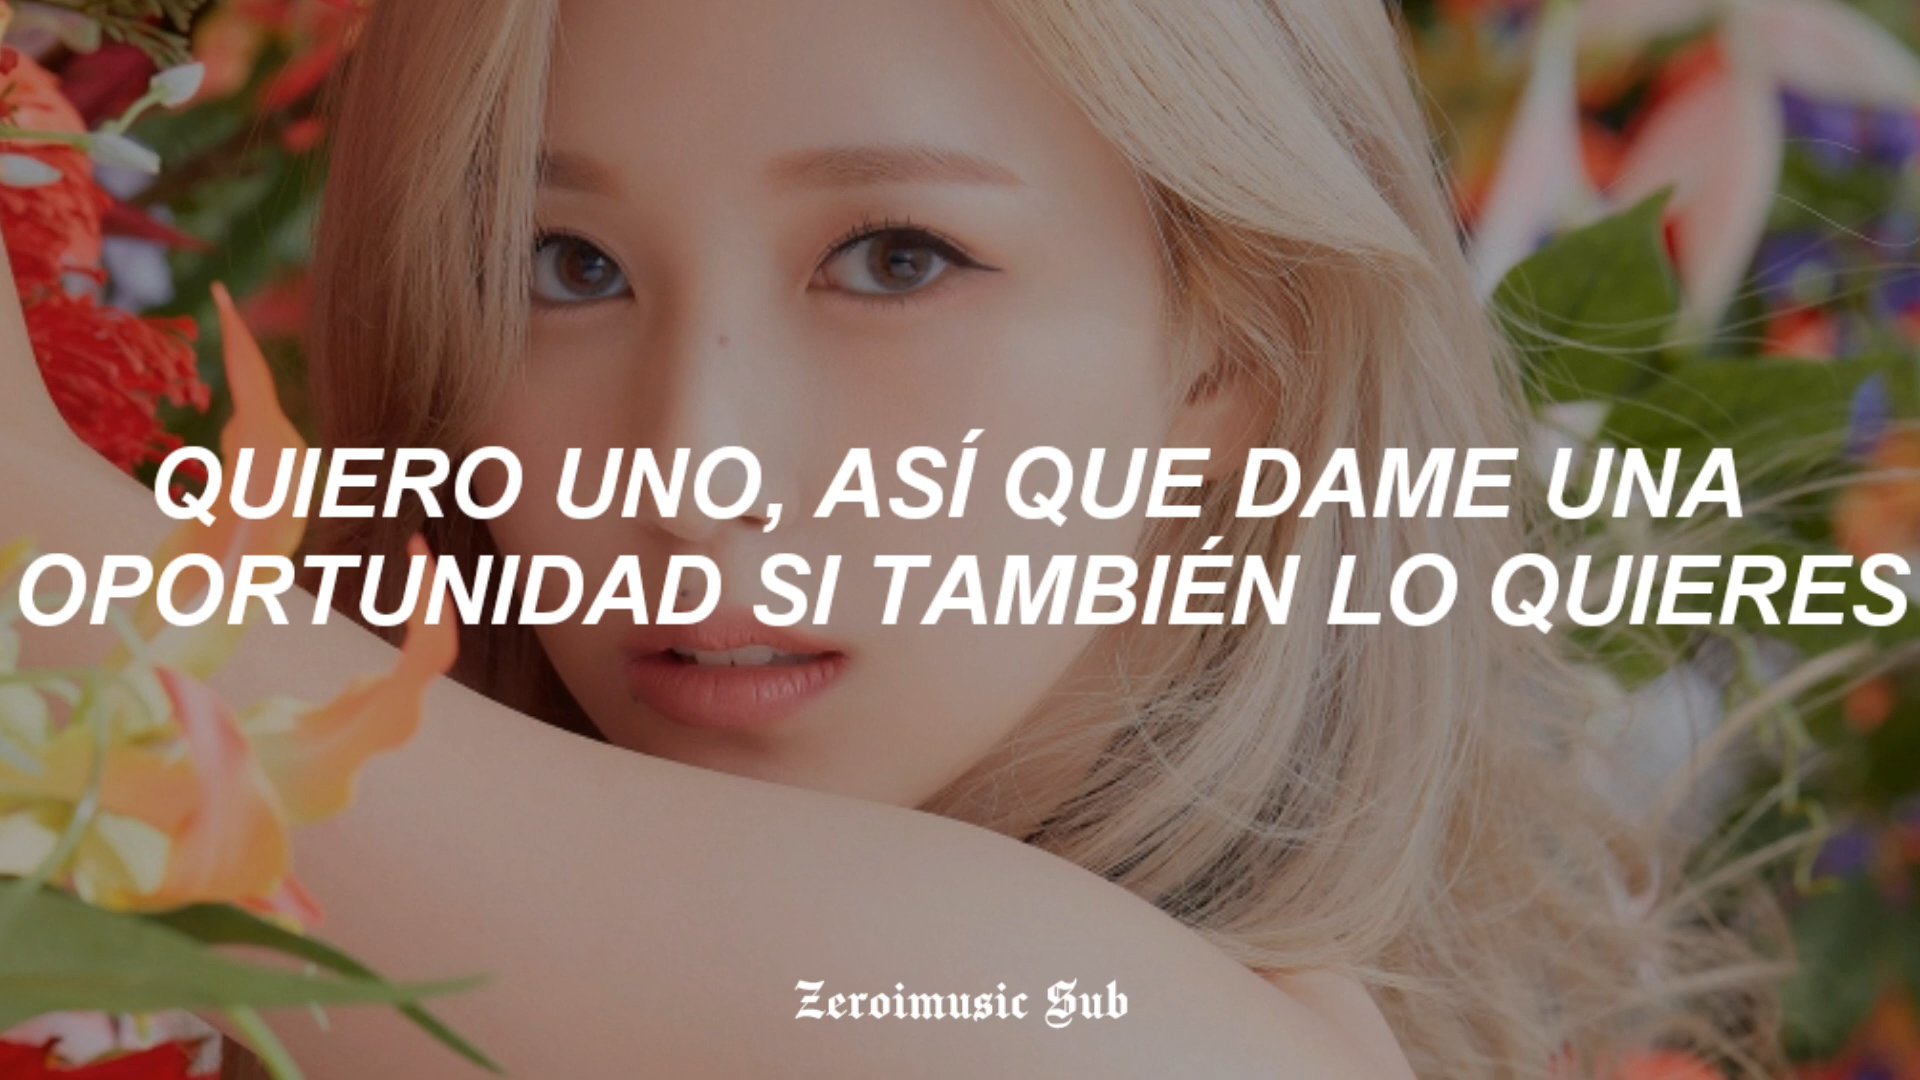 QUIERO UNO, ASÍ QUE DAME UNA
OPORTUNIDAD SI TAMBIÉN LO QUIERES
Zeroimusic Sub